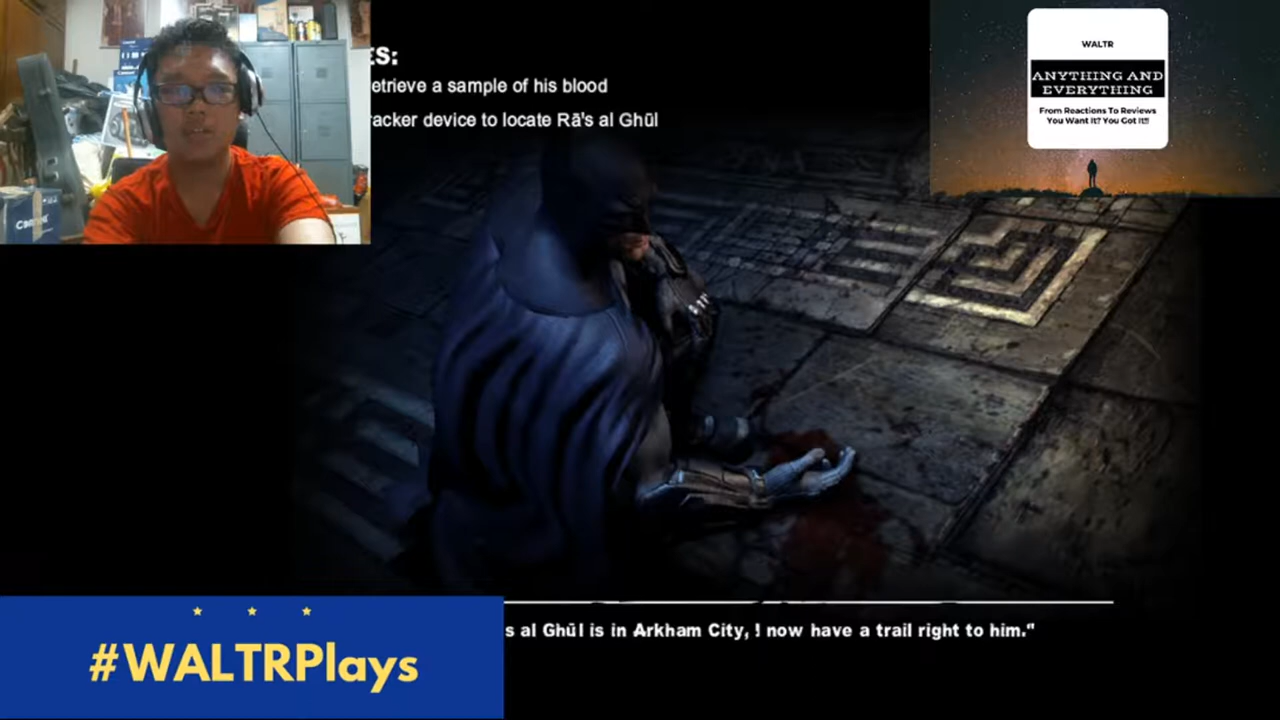 ES:
etrieve a sample of his blood
racker device to locate Rā's al Ghūl
WALTR
ANYTHING AND
EVERYTHING
From Reactions To Reviews
You Want It? You Got It!!
s al Ghūl is in Arkham City, I now have a trail right to him."
#WALTRPlays